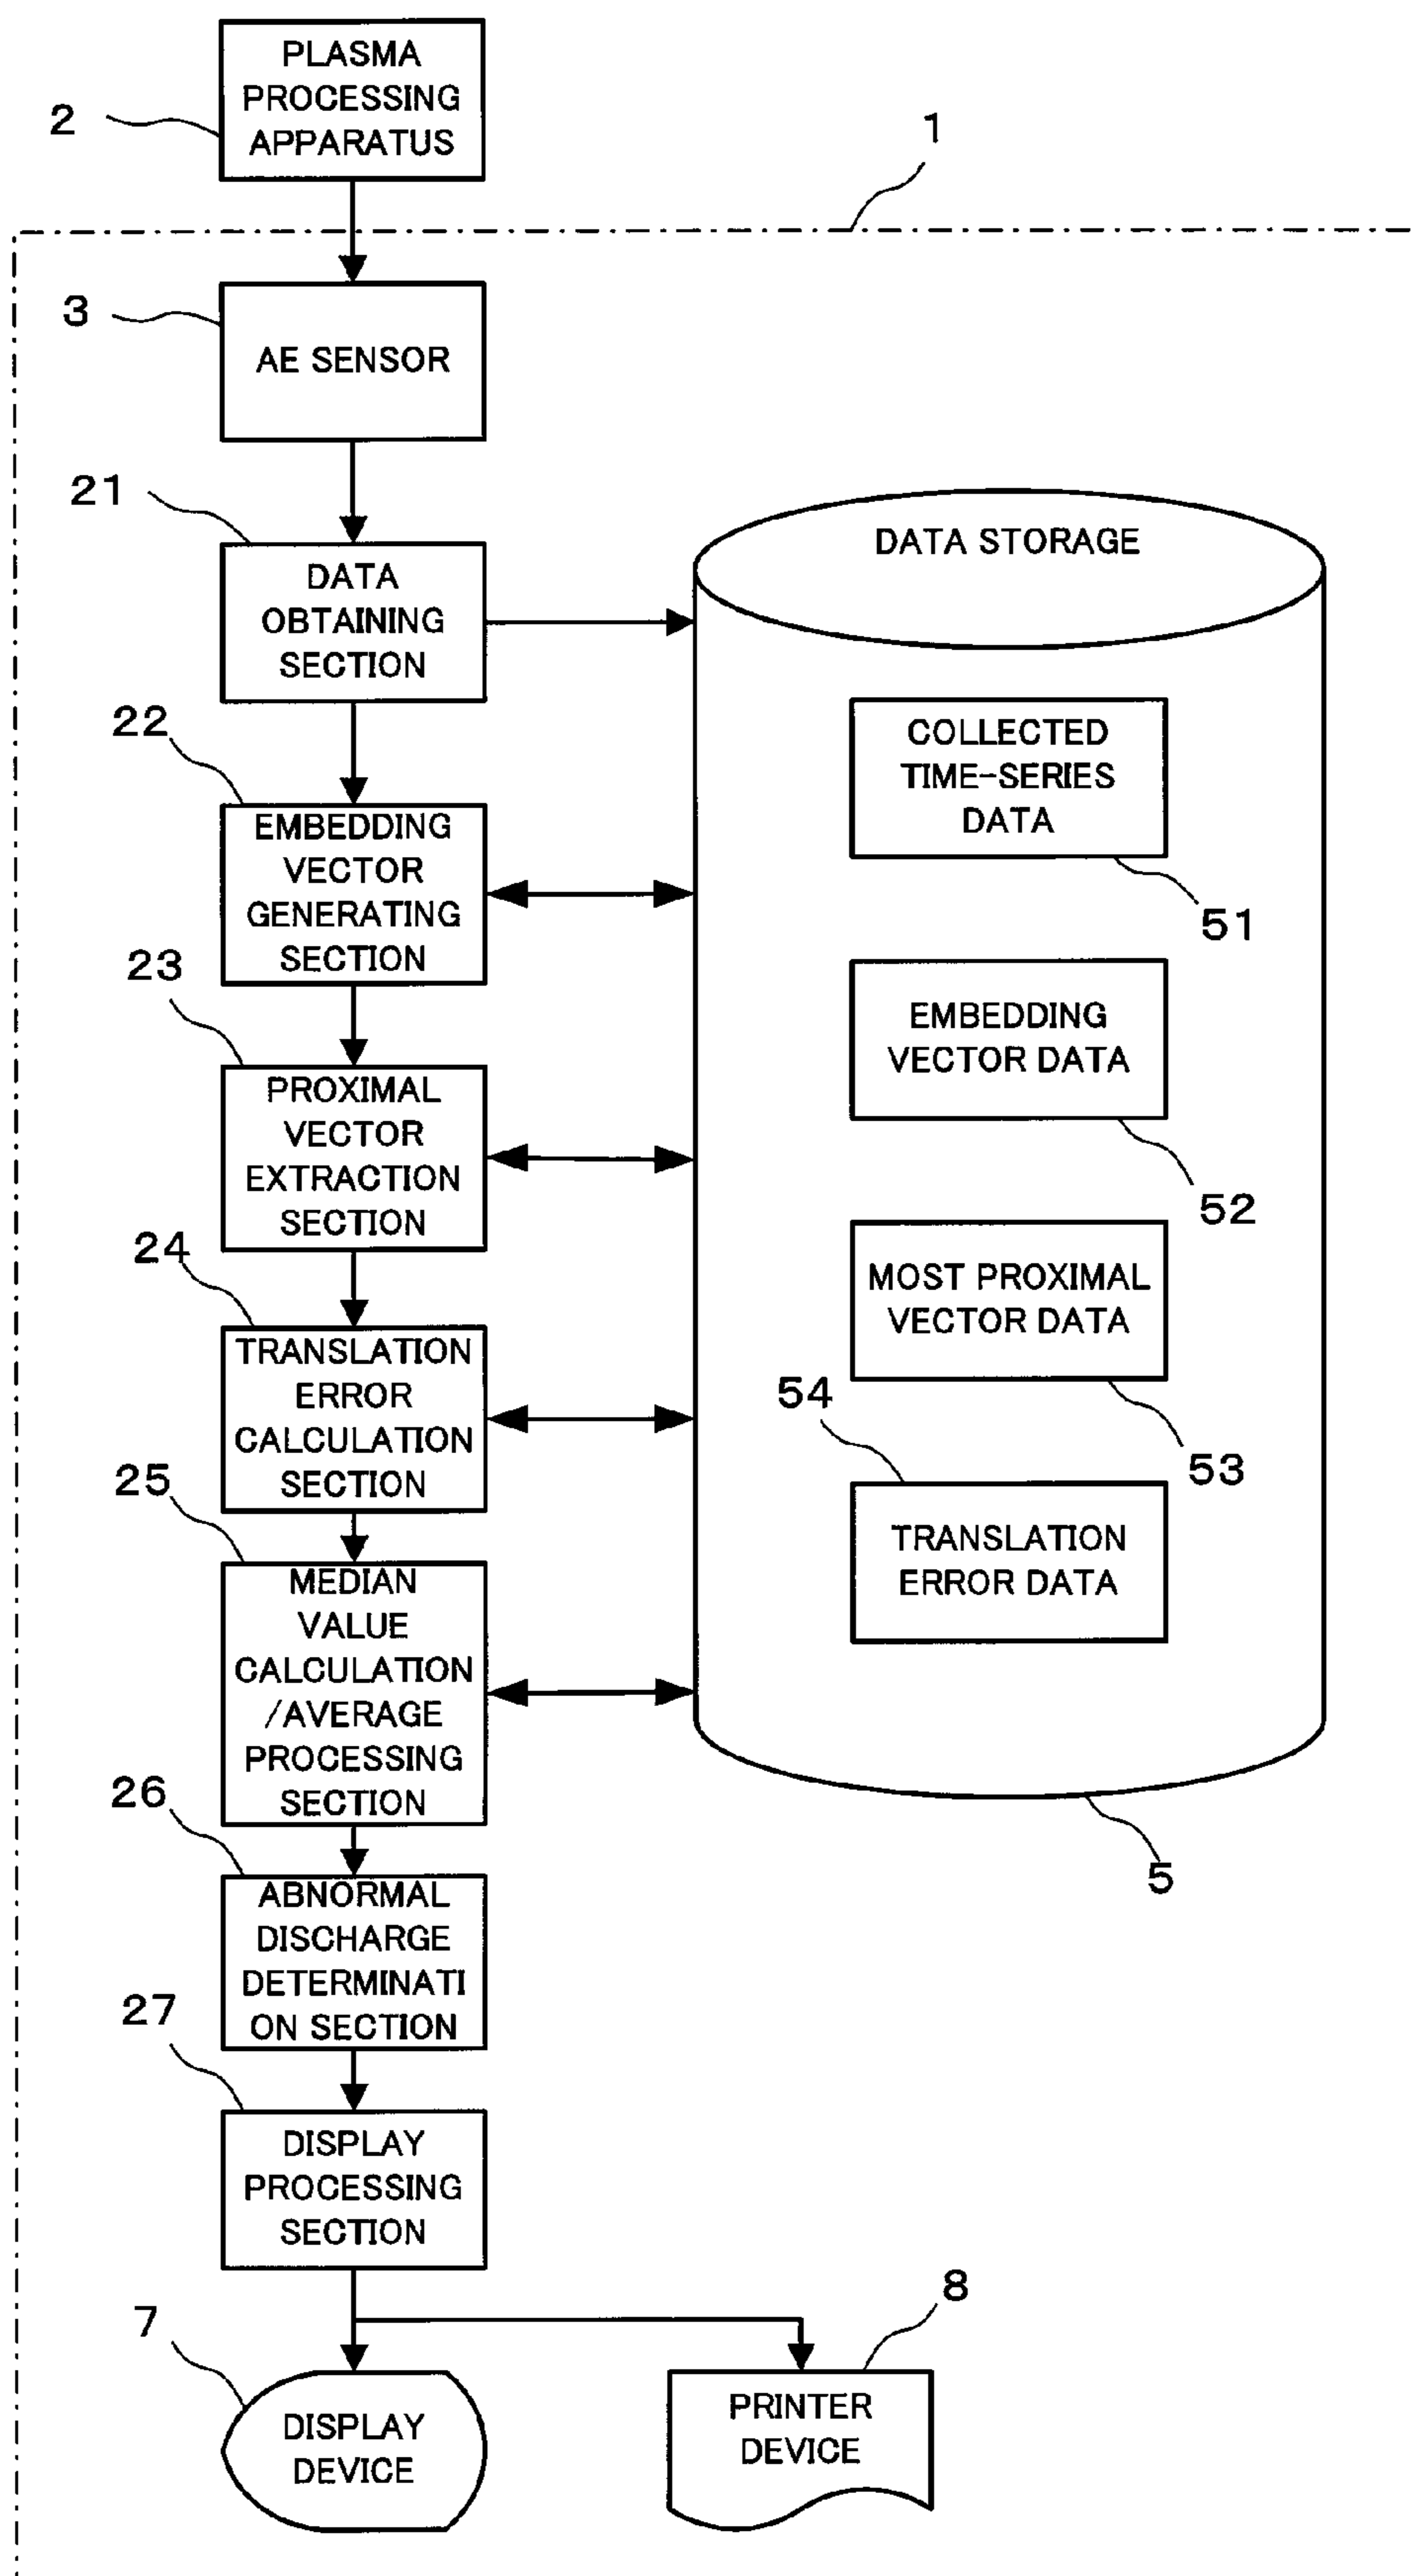 PLASMA
PROCESSING
APPARATUS
2
1
3
AE SENSOR
21
DATA
OBTAINING
SECTION
DATA STORAGE
22
EMBEDDING
VECTOR
GENERATING
SECTION
COLLECTED
TIME-SERIES
DATA
51
23
PROXIMAL
VECTOR
EXTRACTION
SECTION
EMBEDDING
VECTOR DATA
52
24
TRANSLATION
ERROR
CALCULATION
SECTION
MOST PROXIMAL
VECTOR DATA
53
54
TRANSLATION
ERROR DATA
25
MEDIAN
VALUE
CALCULATION
/AVERAGE
PROCESSING
SECTION
5
26
ABNORMAL
DISCHARGE
DETERMINATI
ON SECTION
27
DISPLAY
PROCESSING
SECTION
7
DISPLAY
DEVICE
8
PRINTER
DEVICE